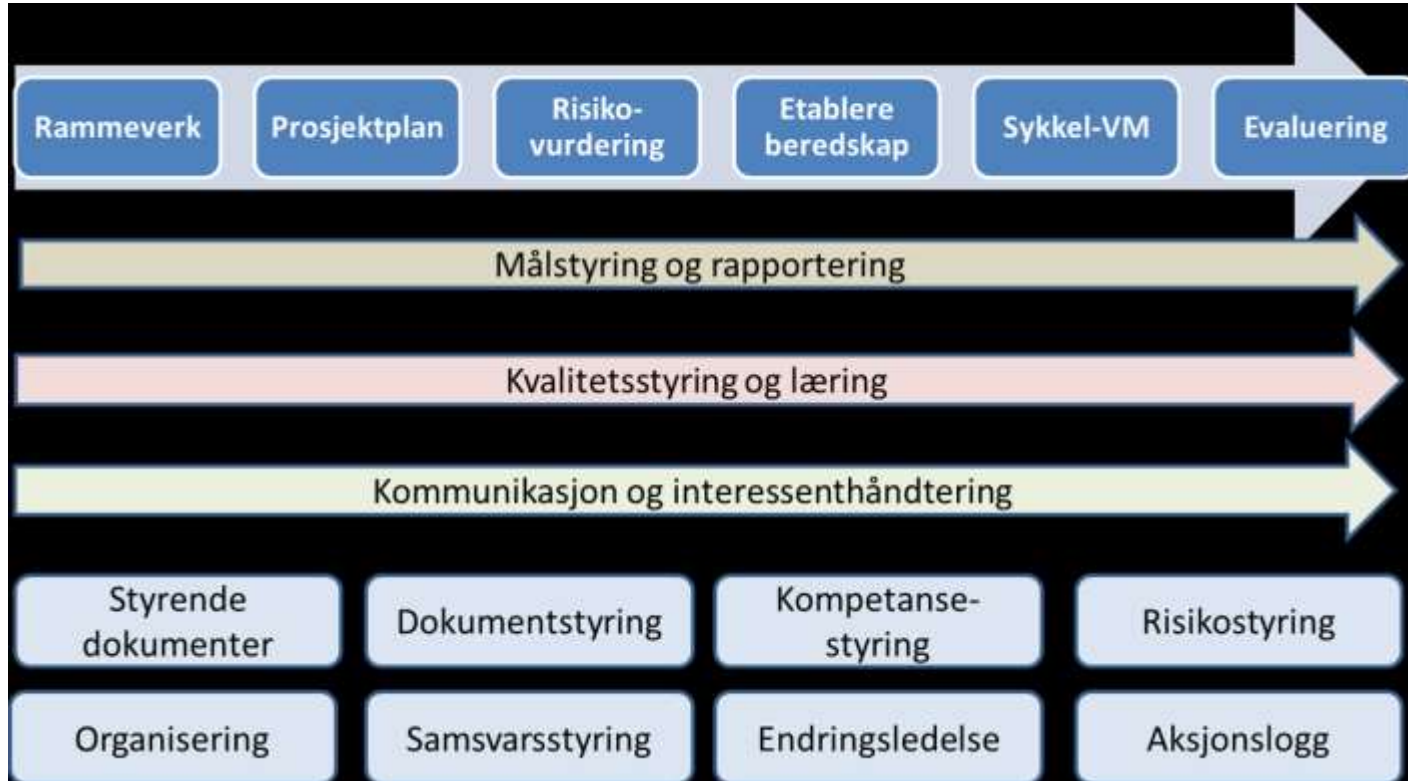 Rammeverk
Prosjektplan
Risiko-
vurdering
Etablere
beredskap
Sykkel-VM
Evaluering
Målstyring og rapportering
Kvalitetsstyring og læring
Kommunikasjon og interessenthåndtering
Styrende
dokumenter
Dokumentstyring
Kompetanse-
styring
Risikostyring
Organisering
Samsvarsstyring
Endringsledelse
Aksjonslogg